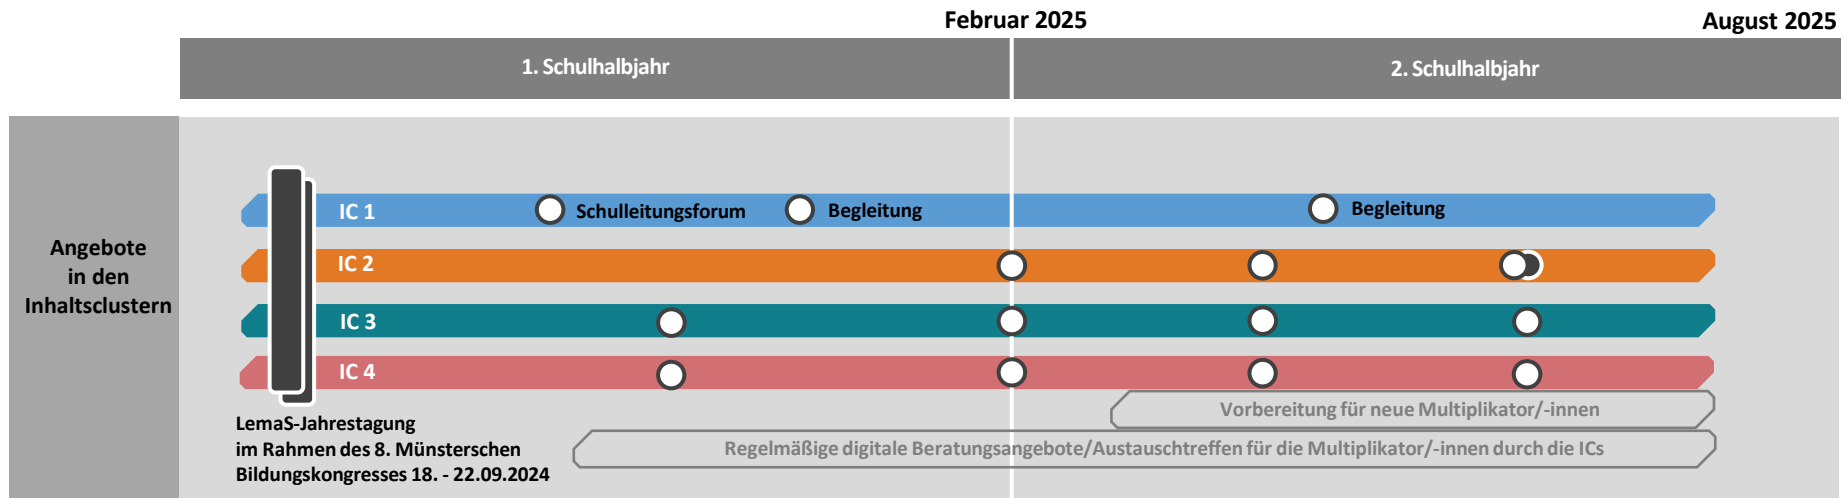 Februar 2025
August 2025
1. Schulhalbjahr
2. Schulhalbjahr
Angebote
in den
Inhaltsclustern
IC 1
Schulleitungsforum
Begleitung
Begleitung
IC 2
IC 3
IC 4
Vorbereitung für neue Multiplikator/-innen
LemaS-Jahrestagung
im Rahmen des 8. Münsterschen
Bildungskongresses 18. - 22.09.2024
Regelmäßige digitale Beratungsangebote/Austauschtreffen für die Multiplikator/-innen durch die ICs